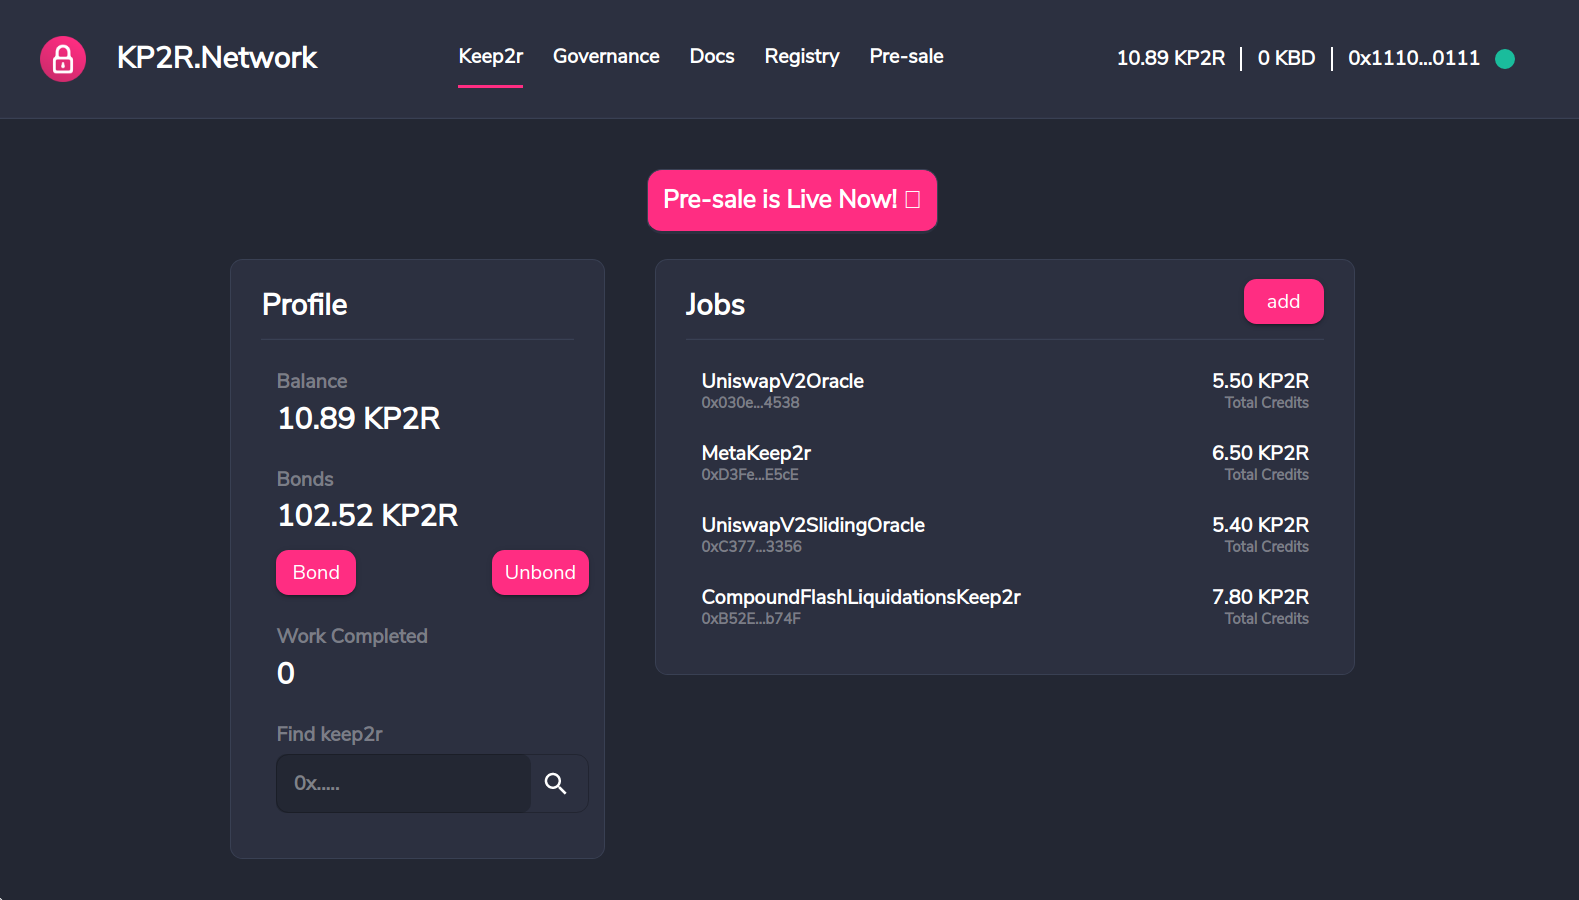 KP2R.Network
Keep2r Governance Docs Registry Pre-sale
10.89 KP2R | 0 KBD | 0x1110...0111
Pre-sale is Live Now!
Profile
Balance
10.89 KP2R
Bonds
102.52 KP2R
Bond Unbond
Work Completed
0
Find keep2r
0x.....
Jobs
add
UniswapV2Oracle 5.50 KP2R
0x030e...4538 Total Credits
MetaKeep2r 6.50 KP2R
0xD3Fe...E5cE Total Credits
UniswapV2SlidingOracle 5.40 KP2R
0xC377...3356 Total Credits
CompoundFlashLiquidationsKeep2r 7.80 KP2R
0xB52E...b74F Total Credits